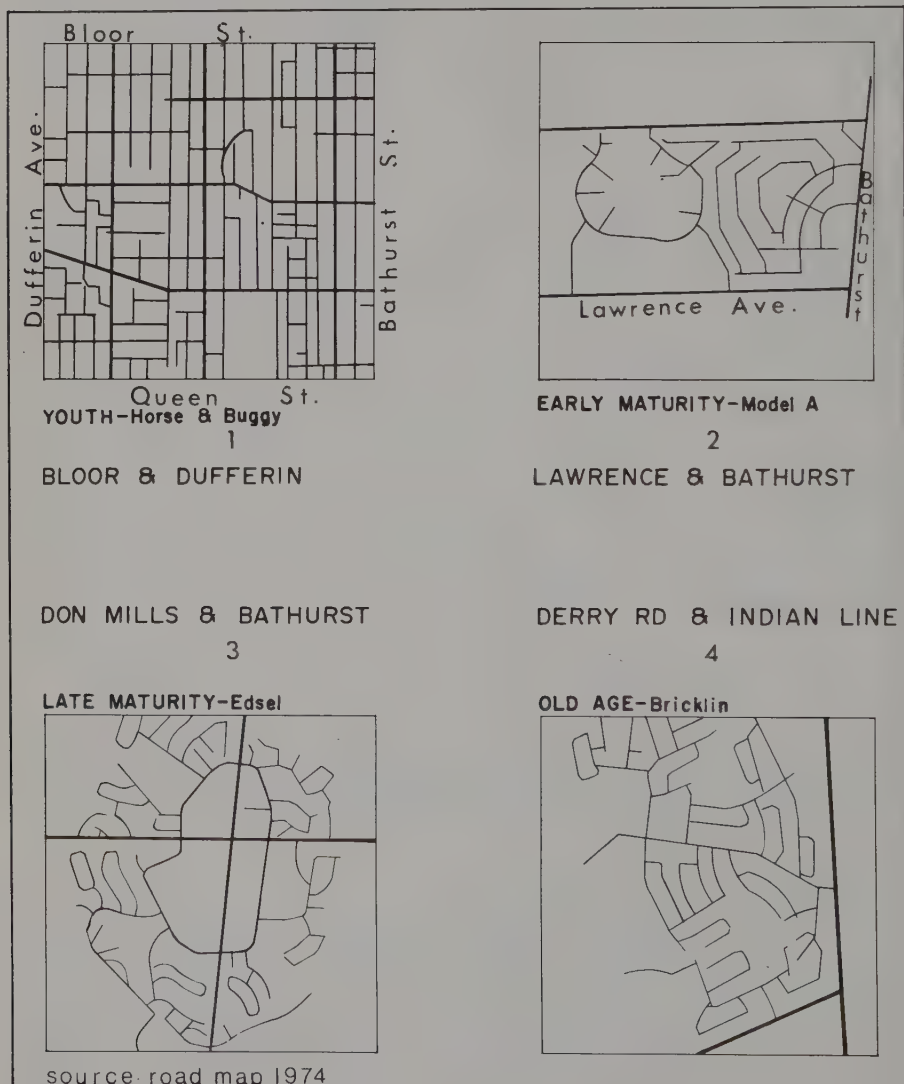 Bloor St.
Dufferin Ave.
Bathurst St.
Queen St.
YOUTH-Horse & Buggy
1
BLOOR & DUFFERIN
Bathurst
Lawrence Ave.
EARLY MATURITY-Model A
2
LAWRENCE & BATHURST
DON MILLS & BATHURST
3
LATE MATURITY-Edsel
DERRY RD & INDIAN LINE
4
OLD AGE-Bricklin
source: road map 1974